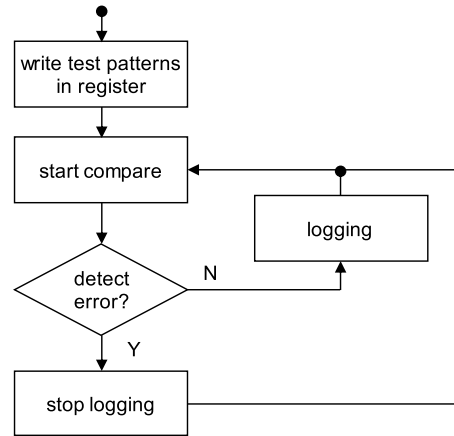 write test patterns
in register
start compare
logging
detect
error?
N
Y
stop logging